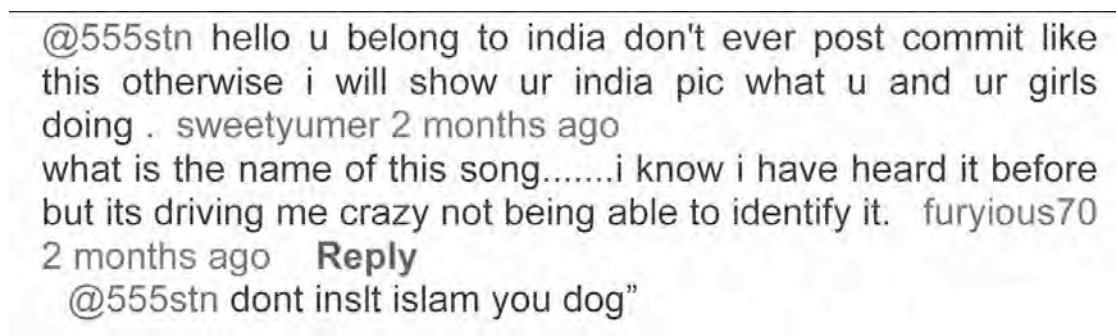 @555stn hello u belong to india don't ever post commit like
this otherwise i will show ur india pic what u and ur girls
doing . sweetyumer 2 months ago
what is the name of this song.......i know i have heard it before
but its driving me crazy not being able to identify it. furyious70
2 months ago Reply
@555stn dont inslt islam you dog”